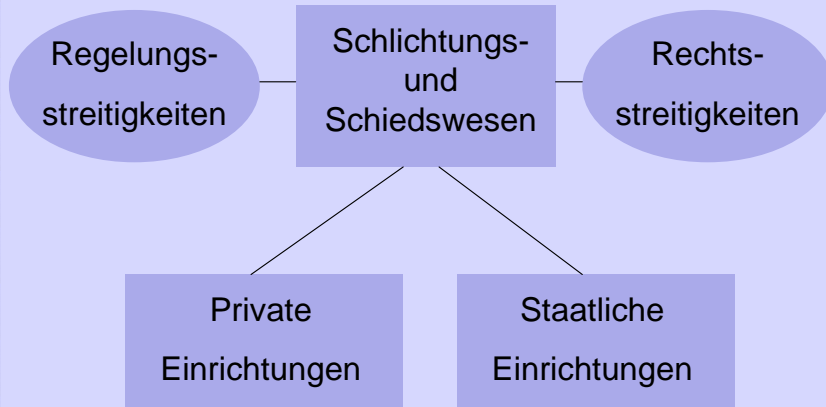 Regelungs-
streitigkeiten
Schlichtungs-
und
Schiedswesen
Rechts-
streitigkeiten
Private
Einrichtungen
Staatliche
Einrichtungen